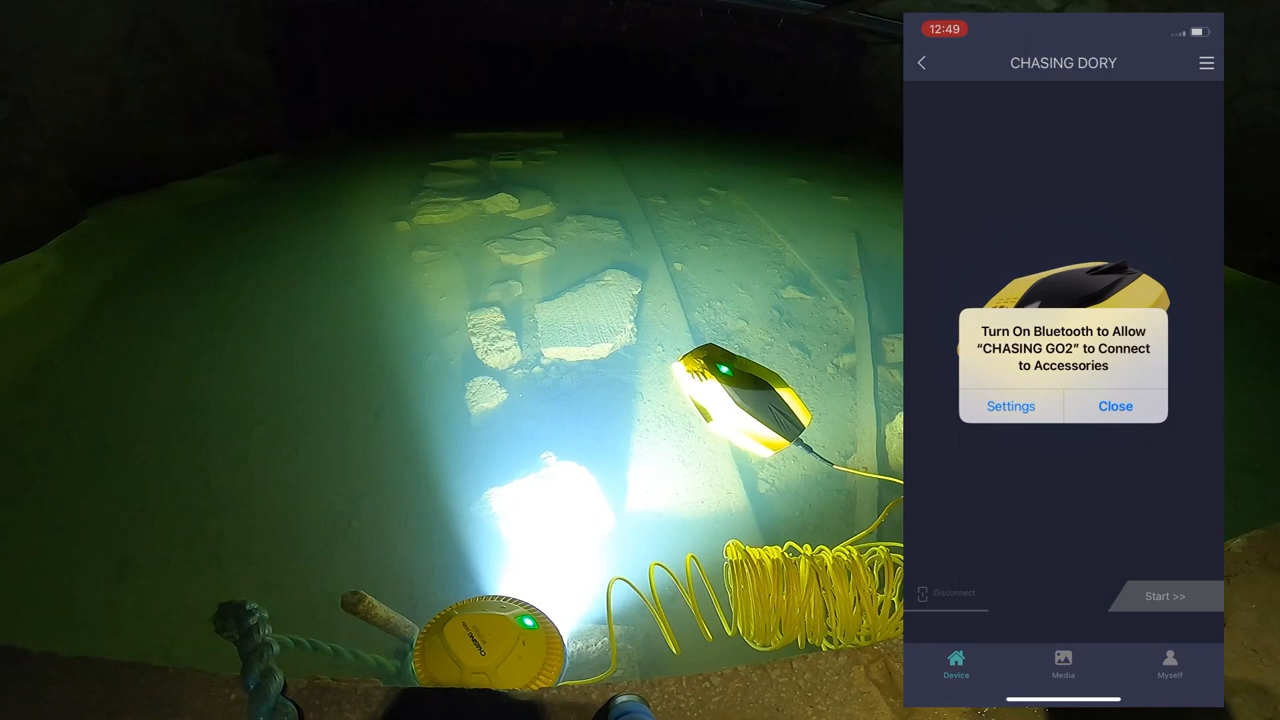 12:49
CHASING DORY
Turn On Bluetooth to Allow
“CHASING GO2” to Connect
to Accessories
Settings
Close
Disconnect
Start >>
Device
Media
Myself
CHASING